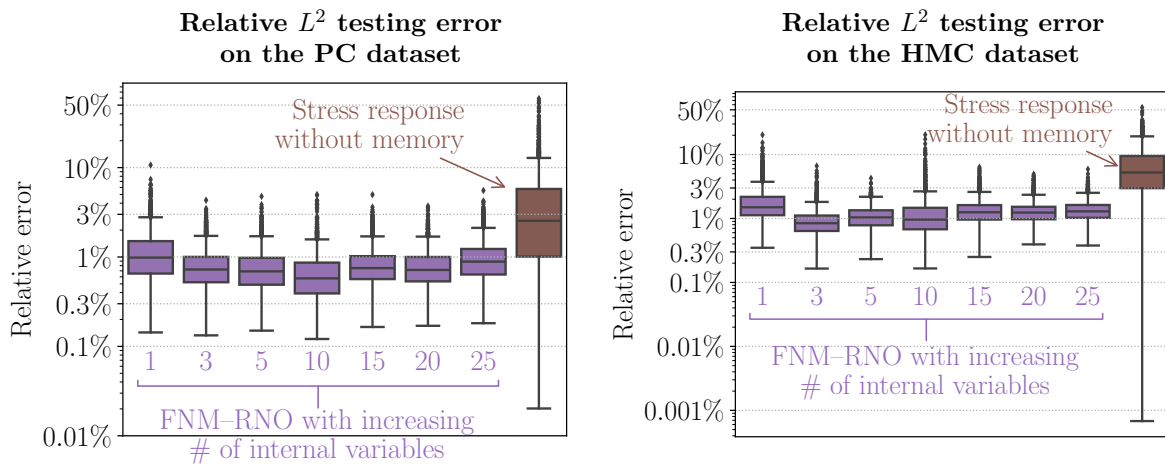 Relative L² testing error
on the PC dataset
Relative error
50%
10%
3%
1%
0.3%
0.1%
0.01%
Stress response
without memory
1 3 5 10 15 20 25
FNM–RNO with increasing
# of internal variables
Relative L² testing error
on the HMC dataset
Relative error
50%
10%
3%
1%
0.3%
0.1%
0.01%
0.001%
Stress response
without memory
1 3 5 10 15 20 25
FNM–RNO with increasing
# of internal variables